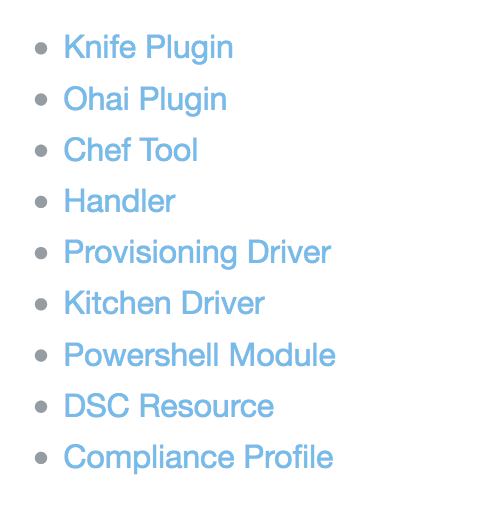 Knife Plugin
Ohai Plugin
Chef Tool
Handler
Provisioning Driver
Kitchen Driver
Powershell Module
DSC Resource
Compliance Profile